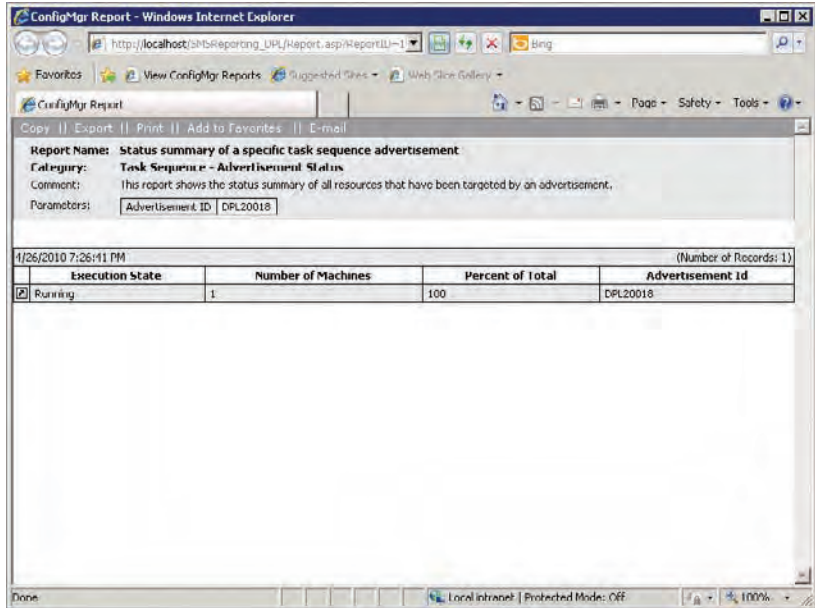 ConfigMgr Report - Windows Internet Explorer
http://localhost/SMSReporting_DPL/Report.asp?ReportID=1
Bing
Favorites View ConfigMgr Reports Suggested Sites Web Slice Gallery
ConfigMgr Report
Page Safety Tools
Copy || Export || Print || Add to Favorites || E-mail
Report Name: Status summary of a specific task sequence advertisement
Category: Task Sequence - Advertisement Status
Comment: This report shows the status summary of all resources that have been targeted by an advertisement.
Parameters: Advertisement ID DPL20018
4/26/2010 7:26:41 PM (Number of Records: 1)
Execution State Number of Machines Percent of Total Advertisement Id
Running 1 100 DPL20018
Done Local intranet | Protected Mode: Off 100%